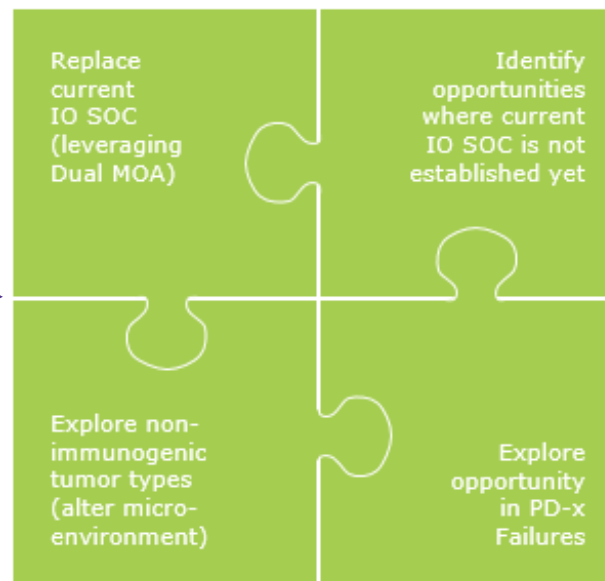 Replace
current
IO SOC
(leveraging
Dual MOA)
Identify
opportunities
where current
IO SOC is not
established yet
Explore non-
immunogenic
tumor types
(alter micro-
environment)
Explore
opportunity
in PD-x
Failures